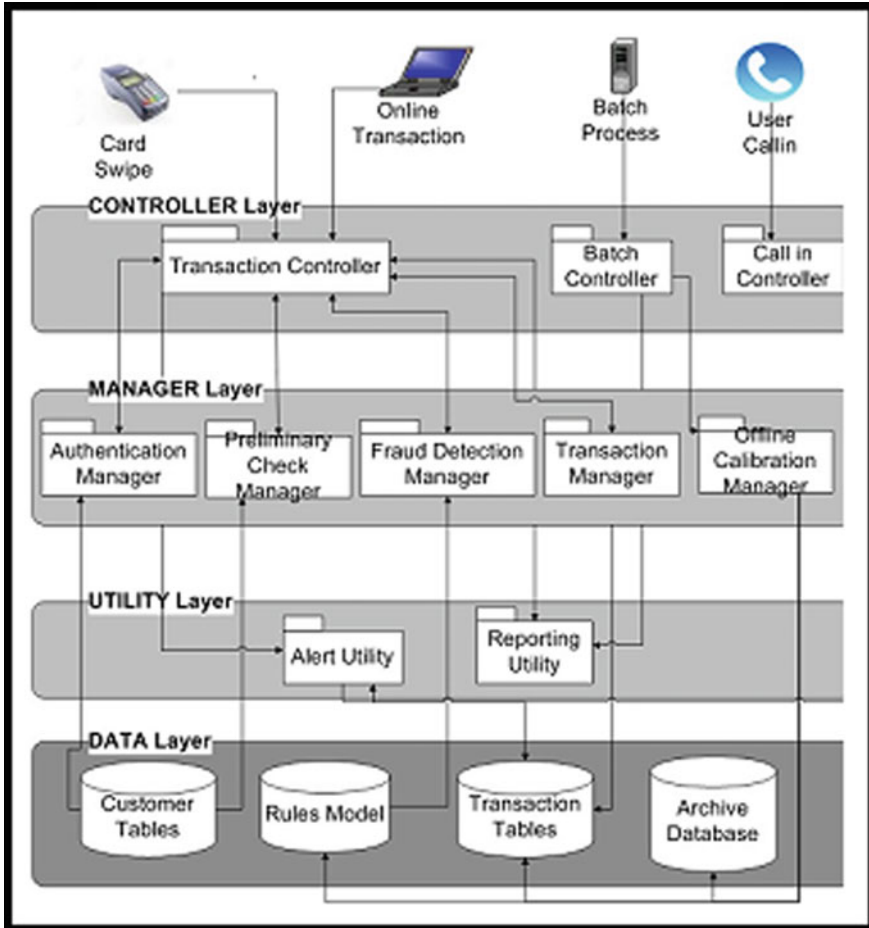 Card
Swipe
Online
Transaction
Batch
Process
User
Callin
CONTROLLER Layer
Transaction Controller
Batch
Controller
Call in
Controller
MANAGER Layer
Authentication
Manager
Preliminary
Check
Manager
Fraud Detection
Manager
Transaction
Manager
Offline
Calibration
Manager
UTILITY Layer
Alert Utility
Reporting
Utility
DATA Layer
Customer
Tables
Rules Model
Transaction
Tables
Archive
Database